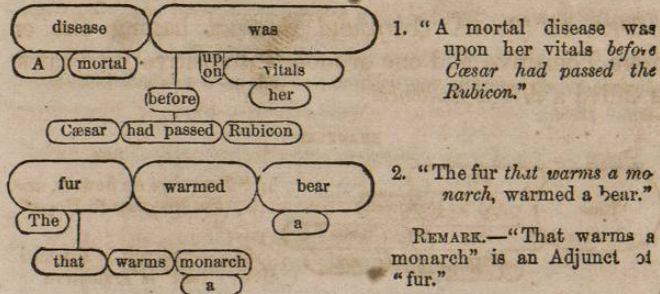 disease was
A mortal up
on vitals
before her
Cæsar had passed Rubicon
1. “A mortal disease was
upon her vitals before
Cæsar had passed the
Rubicon.”
fur warmed bear
The a
that warms monarch
a
2. “The fur that warms a mo-
narch, warmed a bear.”
REMARK.—“That warms a
monarch” is an Adjunct of
“fur.”